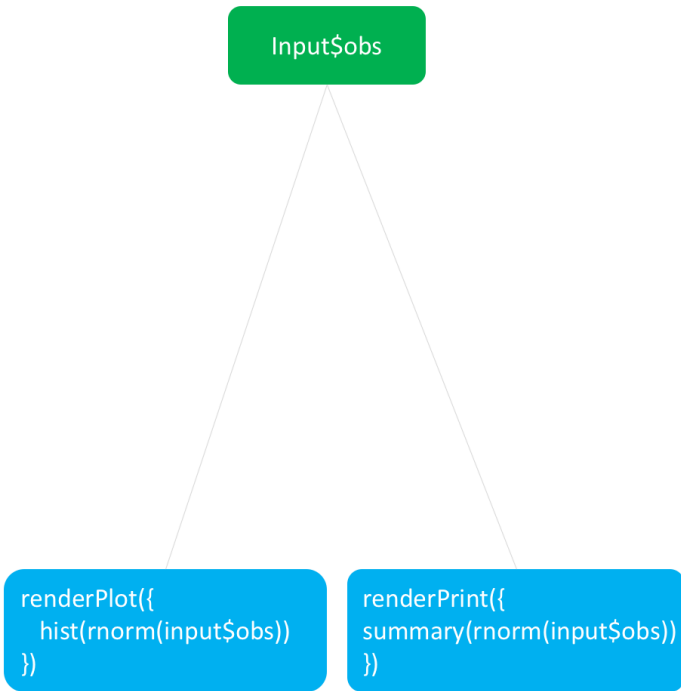 Input$obs
renderPlot({
hist(rnorm(input$obs))
})
renderPrint({
summary(rnorm(input$obs))
})